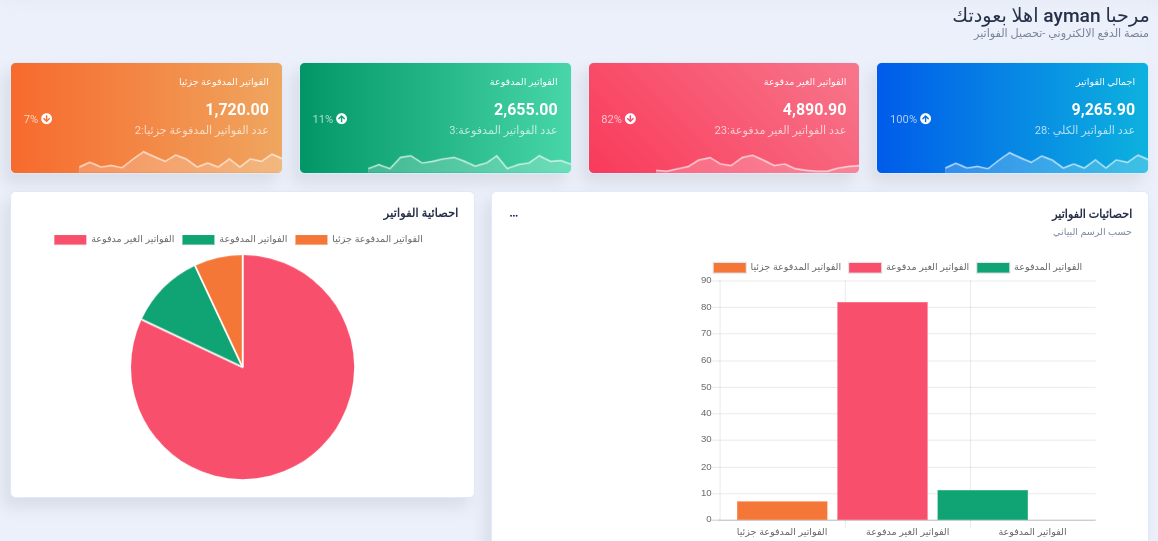 مرحبا ayman اهلا بعودتك
منصة الدفع الالكتروني -تحصيل الفواتير
اجمالي الفواتير
9,265.90
100%
عدد الفواتير الكلي :28
الفواتير الغير مدفوعة
4,890.90
82%
عدد الفواتير الغير مدفوعة:23
الفواتير المدفوعة
2,655.00
11%
عدد الفواتير المدفوعة:3
الفواتير المدفوعة جزئيا
1,720.00
7%
عدد الفواتير المدفوعة جزئيا:2
احصائيات الفواتير
...
حسب الرسم البياني
الفواتير المدفوعة
الفواتير الغير مدفوعة
الفواتير المدفوعة جزئيا
90
80
70
60
50
40
30
20
10
0
الفواتير المدفوعة
الفواتير الغير مدفوعة
الفواتير المدفوعة جزئيا
احصائية الفواتير
الفواتير المدفوعة جزئيا
الفواتير المدفوعة
الفواتير الغير مدفوعة